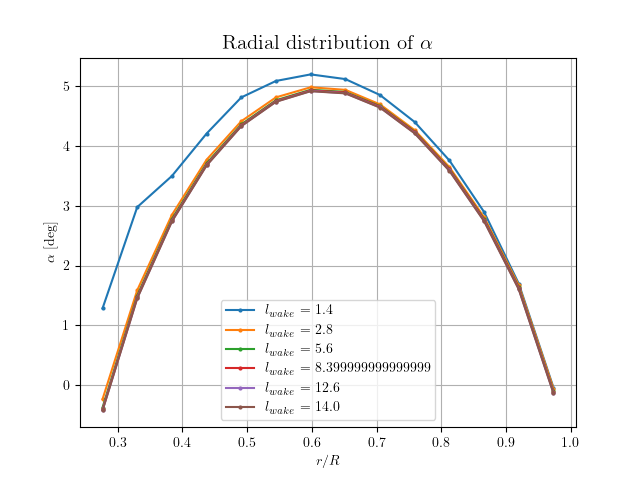 Radial distribution of α
α [deg]
5
4
3
2
1
0
l_wake = 1.4
l_wake = 2.8
l_wake = 5.6
l_wake = 8.399999999999999
l_wake = 12.6
l_wake = 14.0
0.3 0.4 0.5 0.6 0.7 0.8 0.9 1.0
r/R